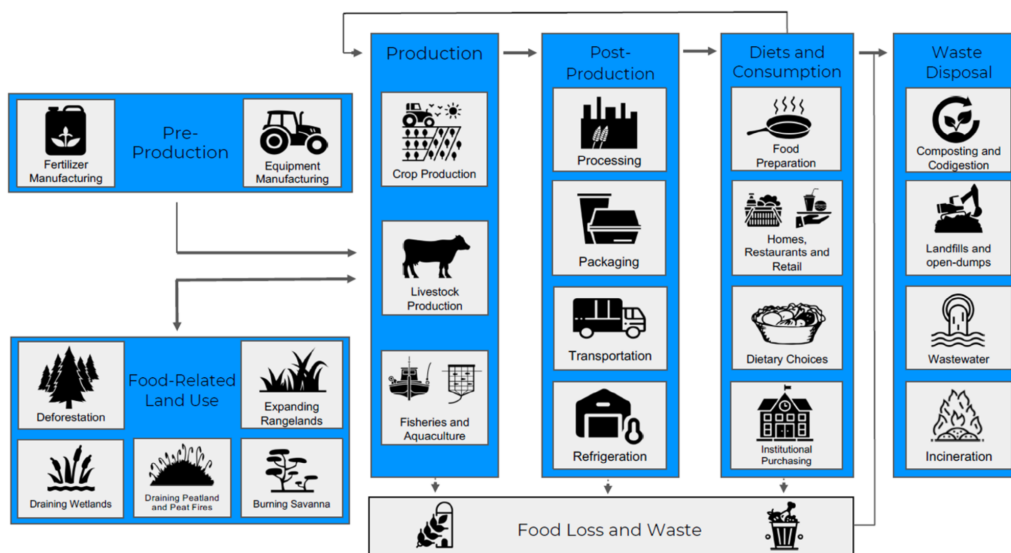 Pre-
Production
Fertilizer
Manufacturing
Equipment
Manufacturing
Food-Related
Land Use
Deforestation
Expanding
Rangelands
Draining Wetlands
Draining Peatland
and Peat Fires
Burning Savanna
Production
Crop Production
Livestock
Production
Fisheries and
Aquaculture
Post-
Production
Processing
Packaging
Transportation
Refrigeration
Diets and
Consumption
Food
Preparation
Homes,
Restaurants and
Retail
Dietary Choices
Institutional
Purchasing
Waste
Disposal
Composting and
Codigestion
Landfills and
open-dumps
Wastewater
Incineration
Food Loss and Waste